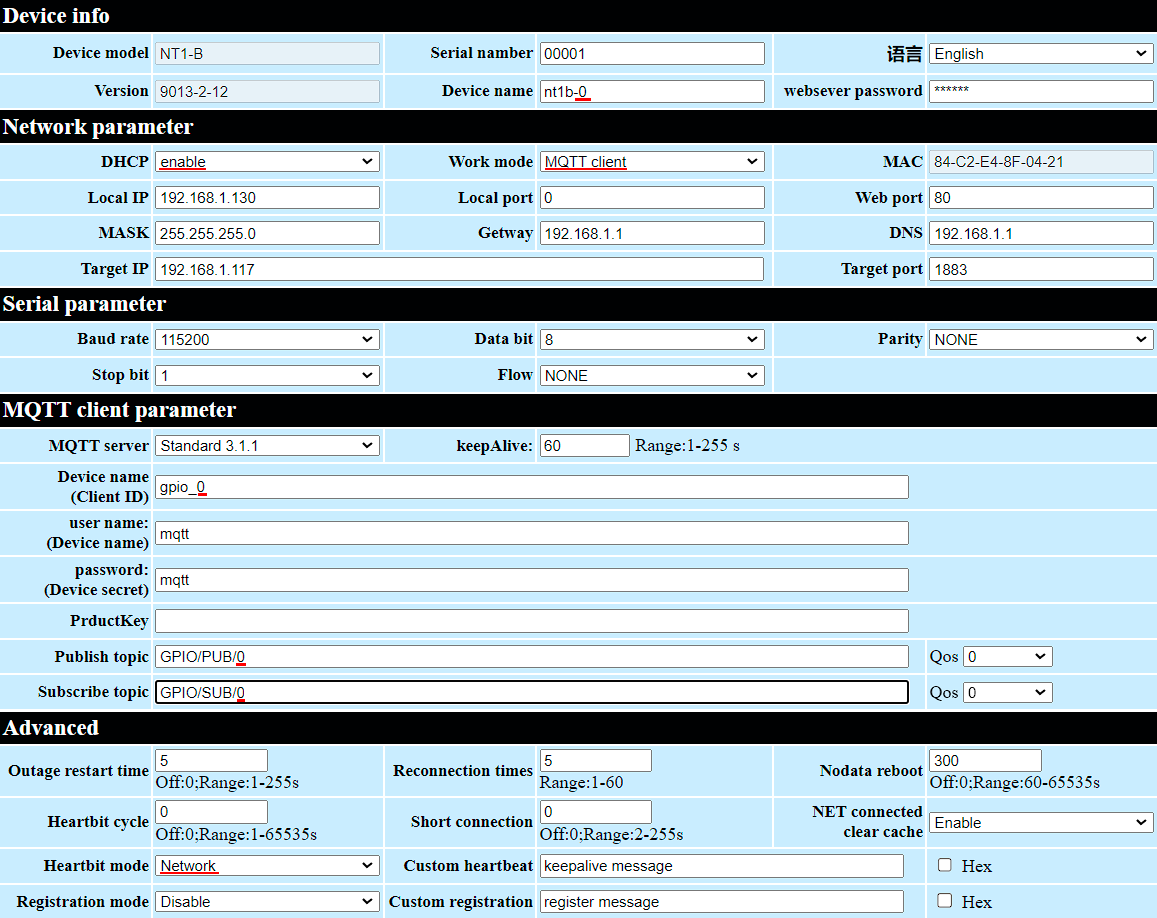 Device info
Device model NT1-B Serial namber 00001 语言 English
Version 9013-2-12 Device name nt1b-0 websever password ******
Network parameter
DHCP enable Work mode MQTT client MAC 84-C2-E4-8F-04-21
Local IP 192.168.1.130 Local port 0 Web port 80
MASK 255.255.255.0 Getway 192.168.1.1 DNS 192.168.1.1
Target IP 192.168.1.117 Target port 1883
Serial parameter
Baud rate 115200 Data bit 8 Parity NONE
Stop bit 1 Flow NONE
MQTT client parameter
MQTT server Standard 3.1.1 keepAlive: 60 Range:1-255 s
Device name
(Client ID) gpio_0
user name:
(Device name) mqtt
password:
(Device secret) mqtt
PrductKey
Publish topic GPIO/PUB/0 Qos 0
Subscribe topic GPIO/SUB/0 Qos 0
Advanced
Outage restart time 5 Off:0;Range:1-255s Reconnection times 5 Range:1-60 Nodata reboot 300 Off:0;Range:60-65535s
Heartbit cycle 0 Off:0;Range:1-65535s Short connection 0 Off:0;Range:2-255s NET connected clear cache Enable
Heartbit mode Network Custom heartbeat keepalive message Hex
Registration mode Disable Custom registration register message Hex